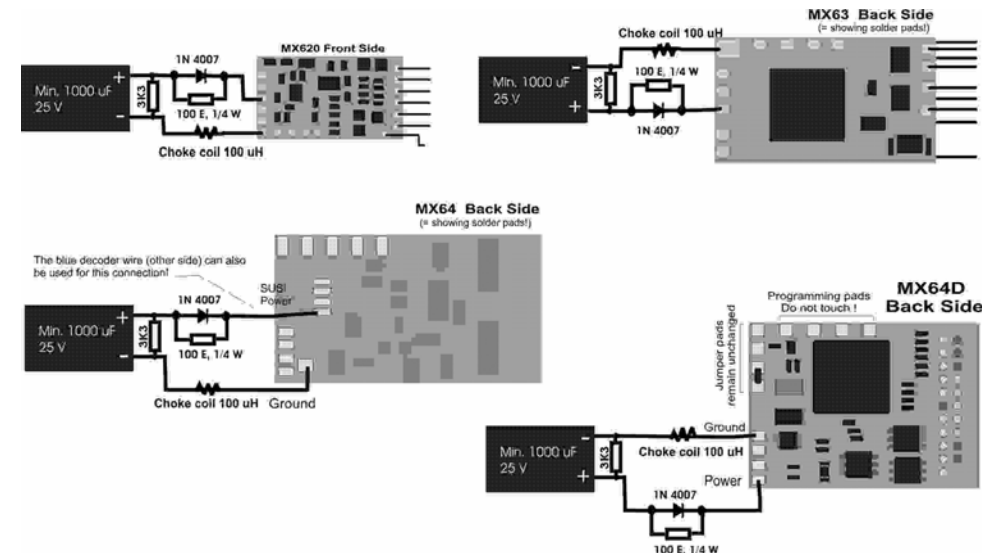 MX620 Front Side
1N 4007
+
Min. 1000 uF
25 V
-
3K3
100 E, 1/4 W
Choke coil 100 uH
MX63 Back Side
(= showing solder pads!)
Choke coil 100 uH
-
Min. 1000 uF
25 V
+
3K3
100 E, 1/4 W
1N 4007
MX64 Back Side
(= showing solder pads!)
The blue decoder wire (other side) can also
be used for this connection!
SUSI
Power
1N 4007
+
Min. 1000 uF
25 V
-
3K3
100 E, 1/4 W
Choke coil 100 uH
Ground
MX64D
Back Side
Programming pads
Do not touch !
Jumper pads
remain unchanged
Ground
-
Min. 1000 uF
25 V
+
3K3
Choke coil 100 uH
Power
1N 4007
100 E, 1/4 W